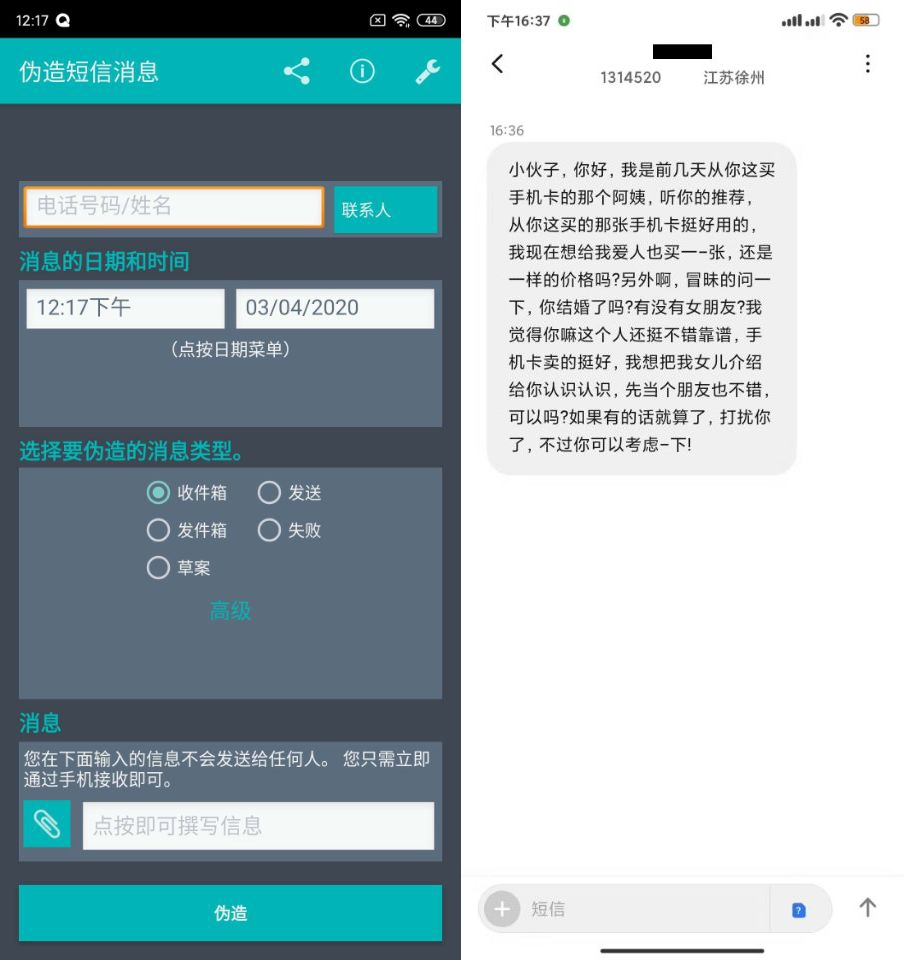 12:17
44
伪造短信消息
电话号码/姓名
联系人
消息的日期和时间
12:17下午
03/04/2020
(点按日期菜单)
选择要伪造的消息类型。
收件箱
发送
发件箱
失败
草案
高级
消息
您在下面输入的信息不会发送给任何人。 您只需立即
通过手机接收即可。
点按即可撰写信息
伪造
下午16:37
58
1314520 江苏徐州
16:36
小伙子, 你好, 我是前几天从你这买
手机卡的那个阿姨, 听你的推荐,
从你这买的那张手机卡挺好用的,
我现在想给我爱人也买一-张, 还是
一样的价格吗?另外啊, 冒昧的问一
下, 你结婚了吗?有没有女朋友?我
觉得你嘛这个人还挺不错靠谱, 手
机卡卖的挺好, 我想把我女儿介绍
给你认识认识, 先当个朋友也不错,
可以吗?如果有的话就算了, 打扰你
了, 不过你可以考虑-下!
短信
?